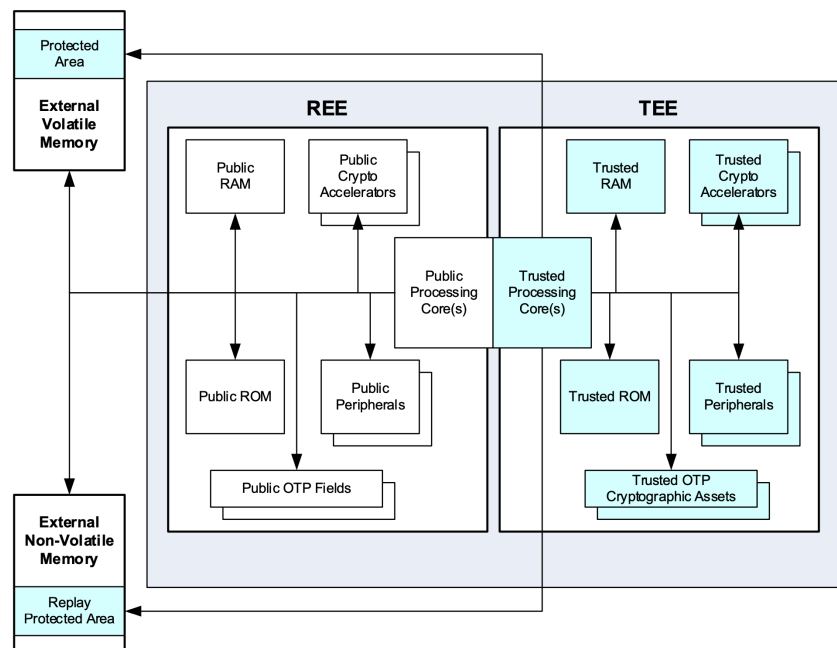 Protected
Area
External
Volatile
Memory
REE
TEE
Public
RAM
Public
Crypto
Accelerators
Trusted
RAM
Trusted
Crypto
Accelerators
Public
Processing
Core(s)
Trusted
Processing
Core(s)
Public ROM
Public
Peripherals
Trusted ROM
Trusted
Peripherals
Public OTP Fields
Trusted OTP
Cryptographic Assets
External
Non-Volatile
Memory
Replay
Protected Area